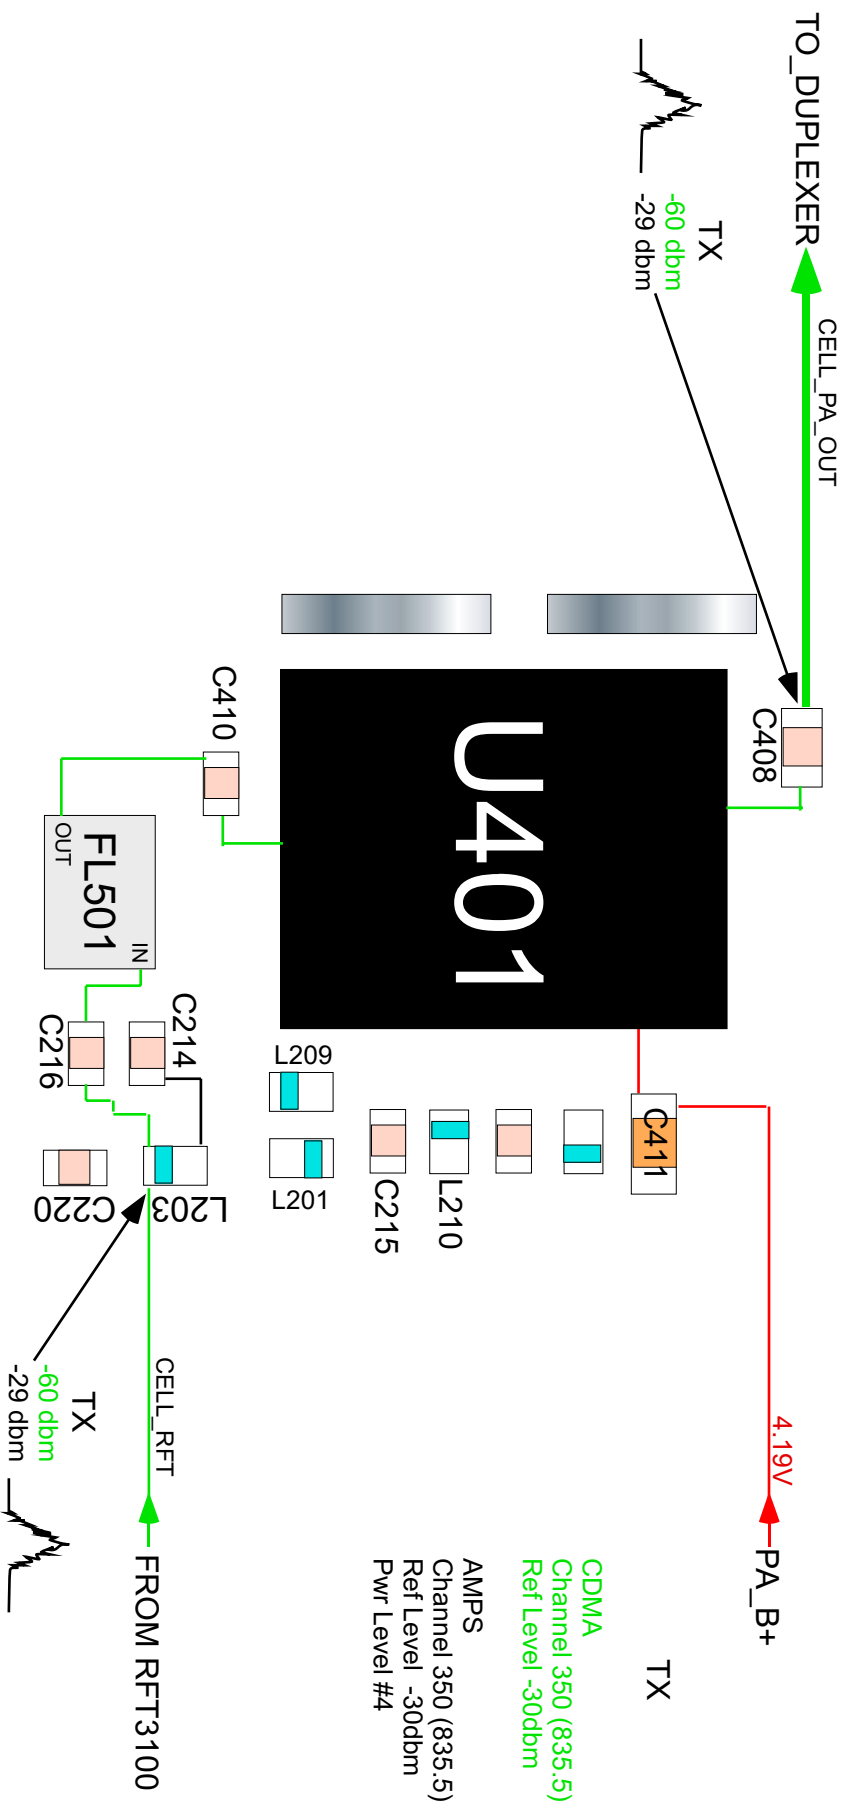 TO_DUPLEXER
CELL_PA_OUT
TX
-60 dbm
-29 dbm
C408
C410
U401
FL501
OUT
IN
C216
C214
L209
L201
C220
L203
C215
L210
C411
TX
-60 dbm
-29 dbm
CELL_RFT
FROM RFT3100
4.19V
PA_B+
TX
CDMA
Channel 350 (835.5)
Ref Level -30dbm
AMPS
Channel 350 (835.5)
Ref Level -30dbm
Pwr Level #4